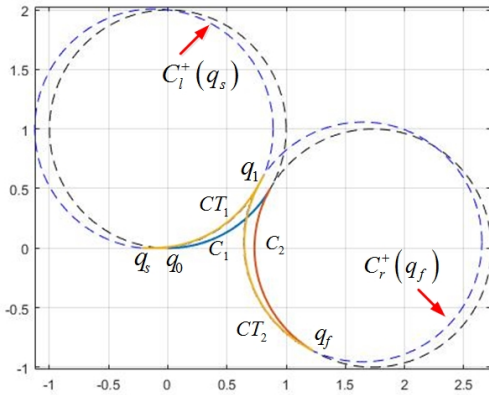 2
1.5
1
0.5
0
-0.5
-1
C_l^+(q_s)
q_1
CT_1
C_1
C_2
q_s q_0
C_r^+(q_f)
CT_2
q_f
-1 -0.5 0 0.5 1 1.5 2 2.5